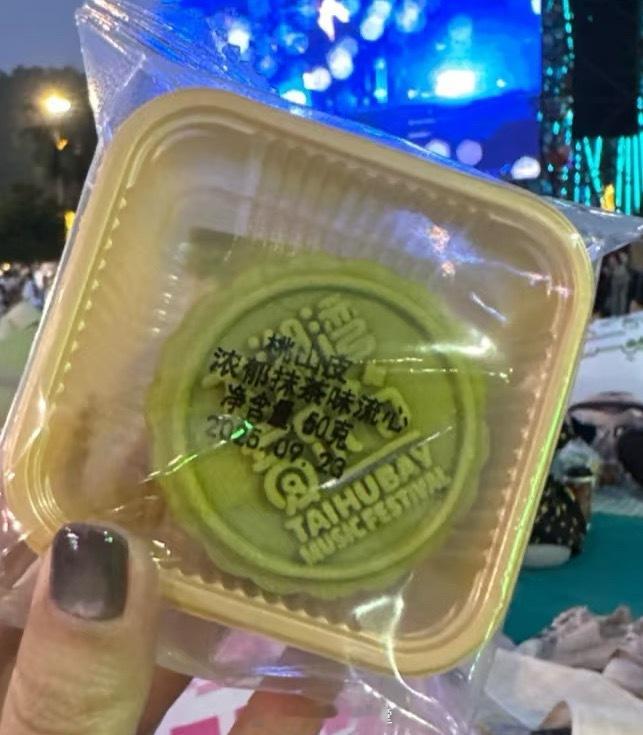 桃山皮
浓郁抹茶味流心
净含量 60克
2025.09.23
TAIHU BAY
MUSIC FESTIVAL